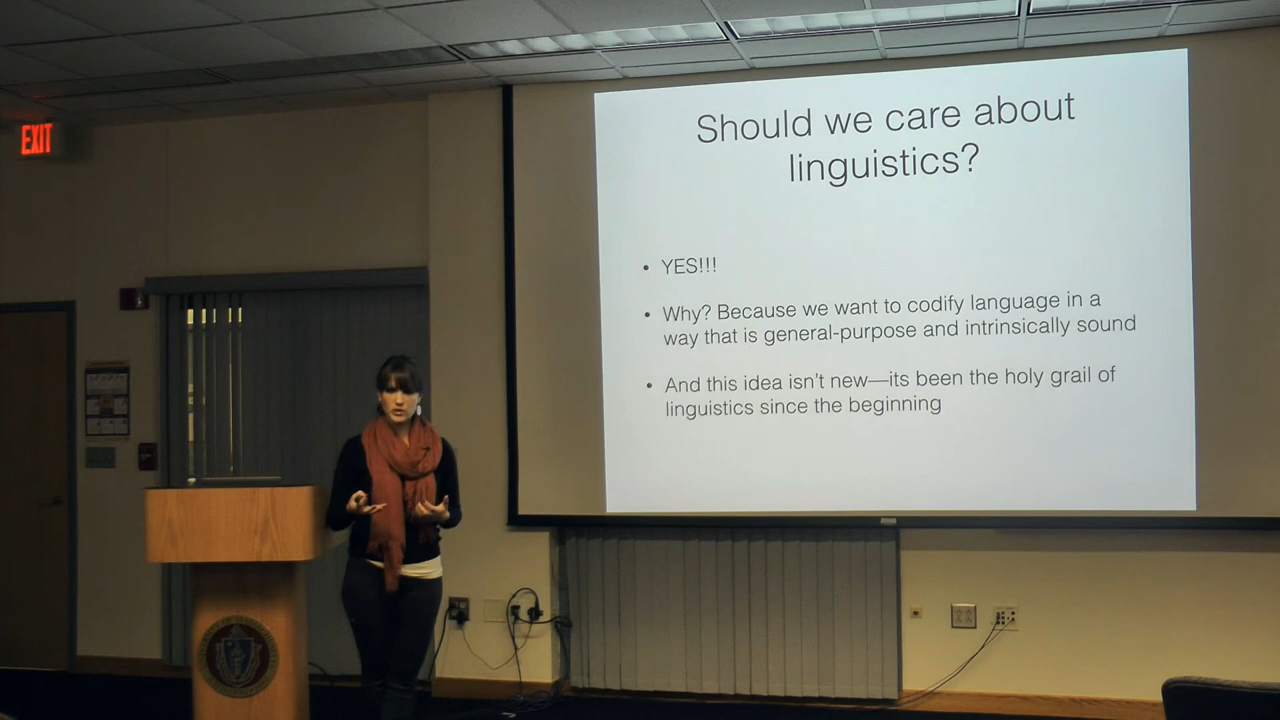 EXIT
Should we care about
linguistics?
• YES!!!
• Why? Because we want to codify language in a
way that is general-purpose and intrinsically sound
• And this idea isn't new—its been the holy grail of
linguistics since the beginning